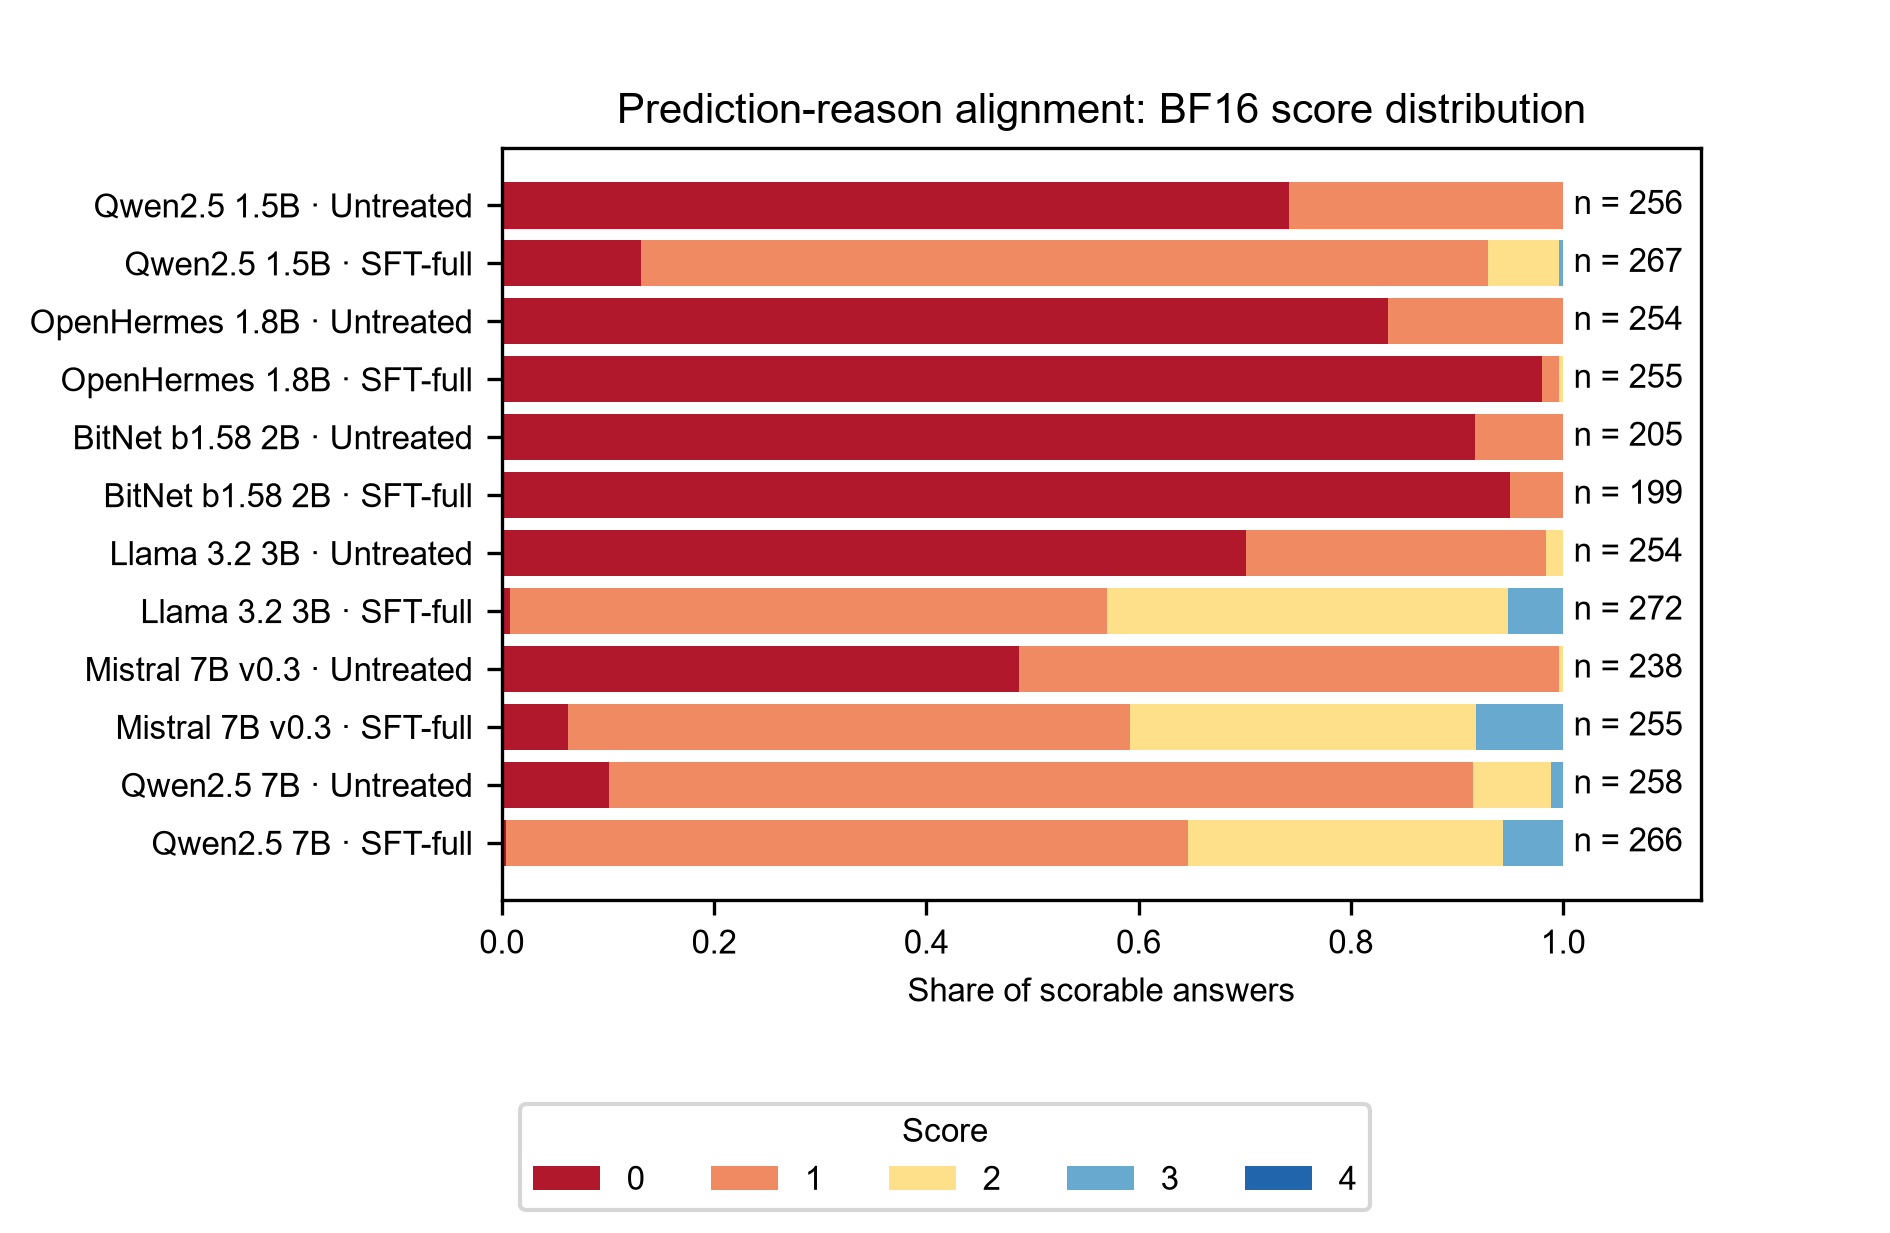 Prediction-reason alignment: BF16 score distribution
Qwen2.5 1.5B · Untreated n = 256
Qwen2.5 1.5B · SFT-full n = 267
OpenHermes 1.8B · Untreated n = 254
OpenHermes 1.8B · SFT-full n = 255
BitNet b1.58 2B · Untreated n = 205
BitNet b1.58 2B · SFT-full n = 199
Llama 3.2 3B · Untreated n = 254
Llama 3.2 3B · SFT-full n = 272
Mistral 7B v0.3 · Untreated n = 238
Mistral 7B v0.3 · SFT-full n = 255
Qwen2.5 7B · Untreated n = 258
Qwen2.5 7B · SFT-full n = 266
0.0 0.2 0.4 0.6 0.8 1.0
Share of scorable answers
Score
0 1 2 3 4